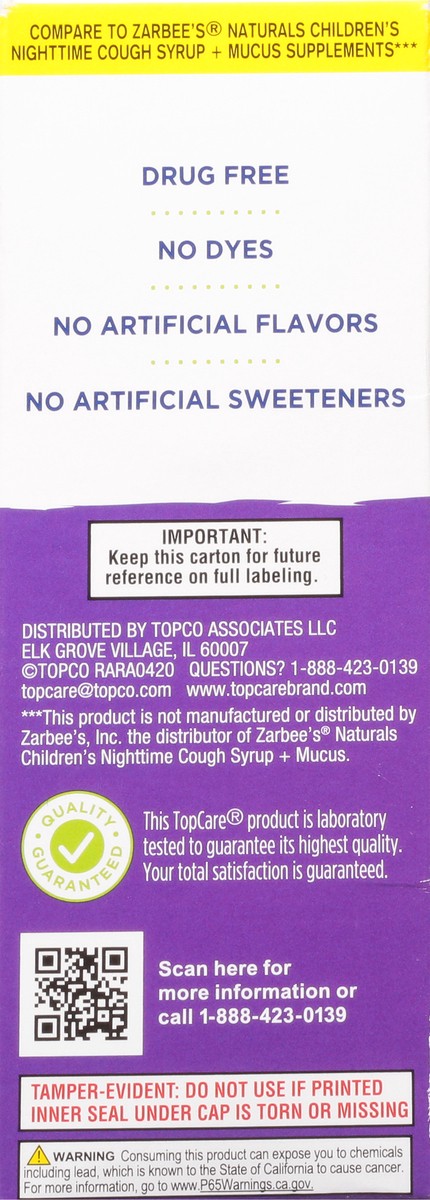 COMPARE TO ZARBEE'S® NATURALS CHILDREN'S
NIGHTTIME COUGH SYRUP + MUCUS SUPPLEMENTS***
DRUG FREE
NO DYES
NO ARTIFICIAL FLAVORS
NO ARTIFICIAL SWEETENERS
IMPORTANT:
Keep this carton for future
reference on full labeling.
DISTRIBUTED BY TOPCO ASSOCIATES LLC
ELK GROVE VILLAGE, IL 60007
©TOPCO RARA0420 QUESTIONS? 1-888-423-0139
topcare@topco.com www.topcarebrand.com
***This product is not manufactured or distributed by
Zarbee's, Inc. the distributor of Zarbee's® Naturals
Children's Nighttime Cough Syrup + Mucus.
QUALITY
GUARANTEED
This TopCare® product is laboratory
tested to guarantee its highest quality.
Your total satisfaction is guaranteed.
Scan here for
more information or
call 1-888-423-0139
TAMPER-EVIDENT: DO NOT USE IF PRINTED
INNER SEAL UNDER CAP IS TORN OR MISSING
WARNING Consuming this product can expose you to chemicals
including lead, which is known to the State of California to cause cancer.
For more information, go to www.P65Warnings.ca.gov.